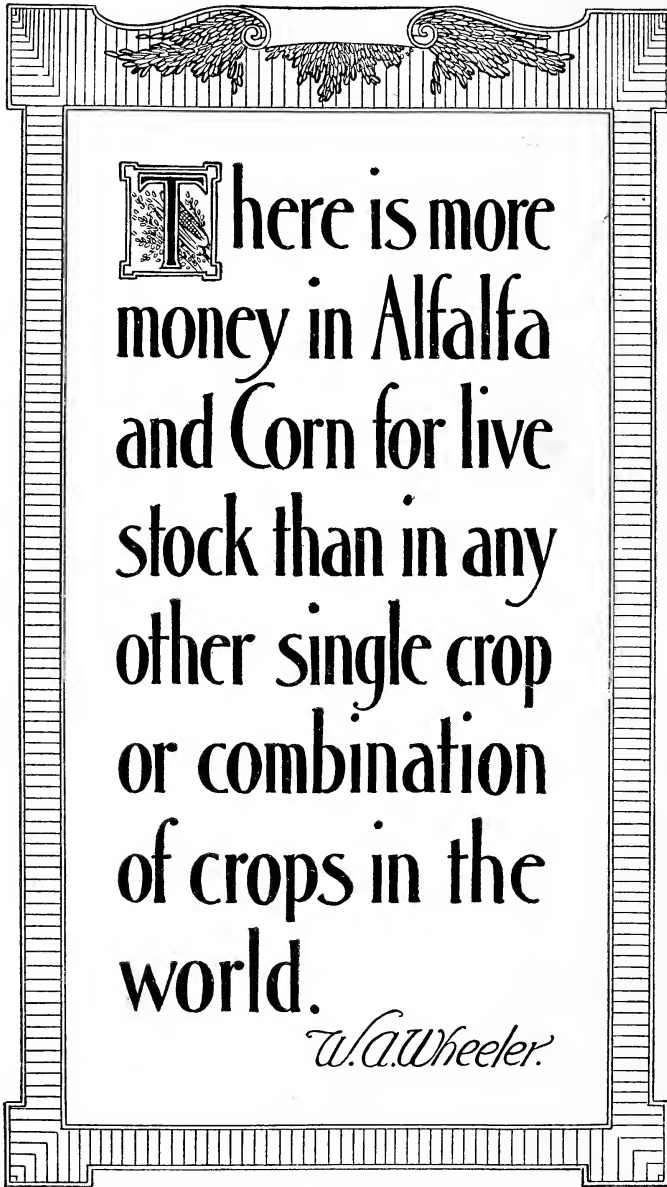 There is more
money in Alfalfa
and Corn for live
stock than in any
other single crop
or combination
of crops in the
world.
W.A.Wheeler.